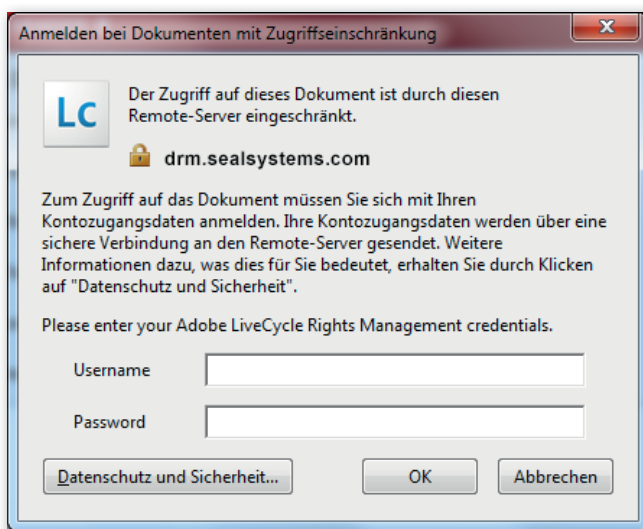 Anmelden bei Dokumenten mit Zugriffseinschränkung
Lc
Der Zugriff auf dieses Dokument ist durch diesen
Remote-Server eingeschränkt.
drm.sealsystems.com
Zum Zugriff auf das Dokument müssen Sie sich mit Ihren
Kontozugangsdaten anmelden. Ihre Kontozugangsdaten werden über eine
sichere Verbindung an den Remote-Server gesendet. Weitere
Informationen dazu, was dies für Sie bedeutet, erhalten Sie durch Klicken
auf "Datenschutz und Sicherheit".
Please enter your Adobe LiveCycle Rights Management credentials.
Username
Password
Datenschutz und Sicherheit... OK Abbrechen